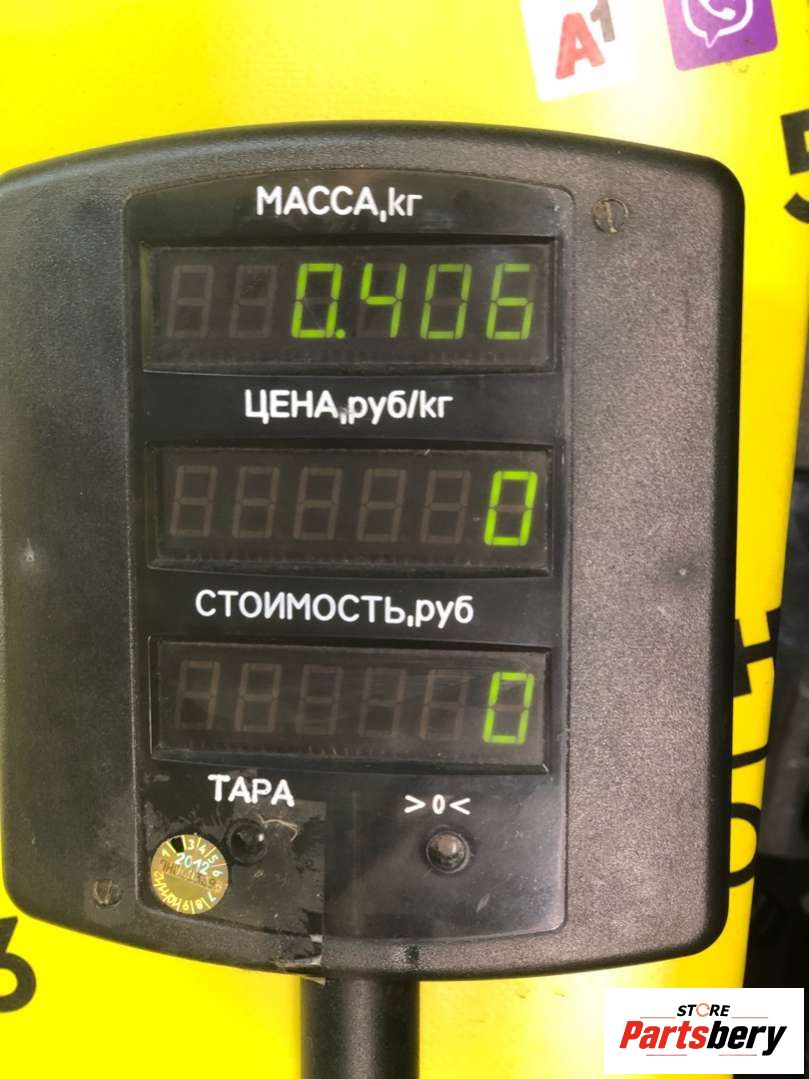 A1
МАССА,кг
0.406
ЦЕНА,руб/кг
0
СТОИМОСТЬ,руб
0
ТАРА
>0<
2012
STORE
Partsbery